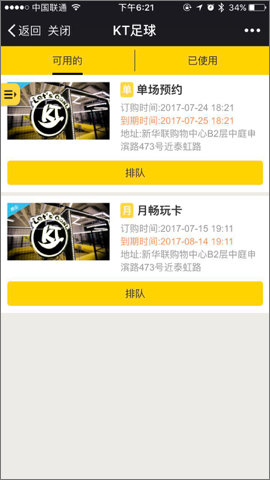 中国联通
下午6:21
34%
返回 关闭
KT足球
可用的
已使用
单
单场预约
订购时间:2017-07-24 18:21
到期时间:2017-07-25 18:21
地址:新华联购物中心B2层中庭申
滨路473号近泰虹路
KT
排队
月
月畅玩卡
订购时间:2017-07-15 19:11
到期时间:2017-08-14 19:11
地址:新华联购物中心B2层中庭申
滨路473号近泰虹路
KT
排队